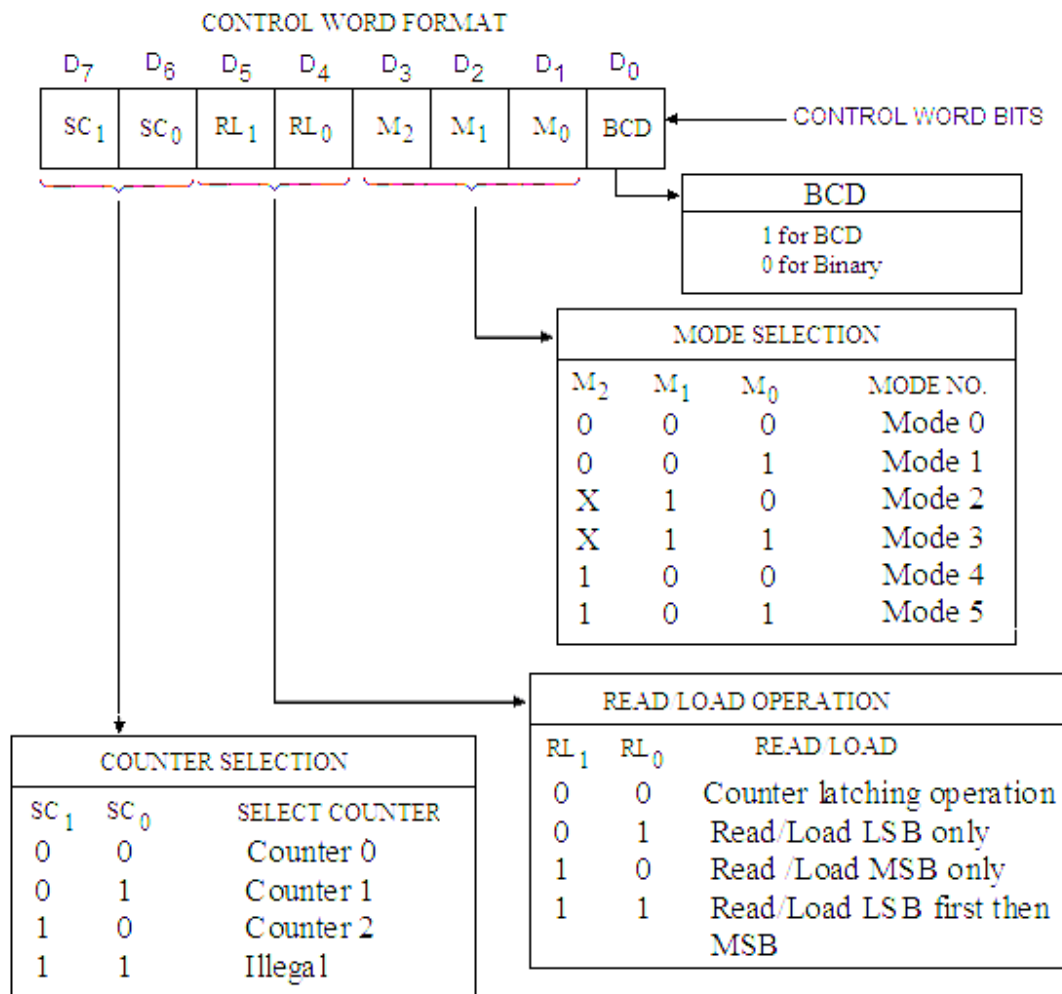 CONTROL WORD FORMAT
D7 D6 D5 D4 D3 D2 D1 D0
SC1 SC0 RL1 RL0 M2 M1 M0 BCD
CONTROL WORD BITS
BCD
1 for BCD
0 for Binary
MODE SELECTION
M2 M1 M0 MODE NO.
0 0 0 Mode 0
0 0 1 Mode 1
X 1 0 Mode 2
X 1 1 Mode 3
1 0 0 Mode 4
1 0 1 Mode 5
READ LOAD OPERATION
RL1 RL0 READ LOAD
0 0 Counter latching operation
0 1 Read/Load LSB only
1 0 Read /Load MSB only
1 1 Read/Load LSB first then
MSB
COUNTER SELECTION
SC1 SC0 SELECT COUNTER
0 0 Counter 0
0 1 Counter 1
1 0 Counter 2
1 1 Illegal